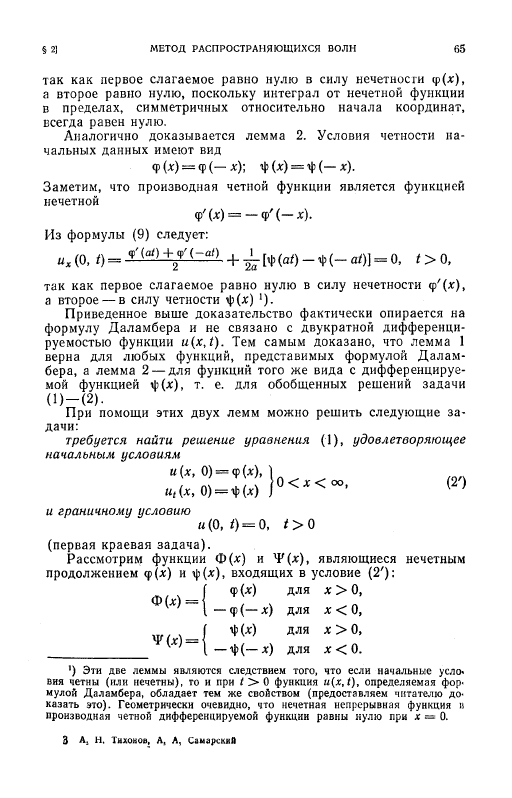 § 2] МЕТОД РАСПРОСТРАНЯЮЩИХСЯ ВОЛН 65
так как первое слагаемое равно нулю в силу нечетности φ(x),
а второе равно нулю, поскольку интеграл от нечетной функции
в пределах, симметричных относительно начала координат,
всегда равен нулю.
Аналогично доказывается лемма 2. Условия четности на-
чальных данных имеют вид
φ(x) = φ(— x); ψ(x) = ψ(— x).
Заметим, что производная четной функции является функцией
нечетной
φ′(x) = — φ′(— x).
Из формулы (9) следует:
uₓ(0, t) = \frac{φ′(at) + φ′(−at)}{2} + \frac{1}{2a} [ψ(at) − ψ(− at)] = 0, t > 0,
так как первое слагаемое равно нулю в силу нечетности φ′(x),
а второе — в силу четности ψ(x) ¹).
Приведенное выше доказательство фактически опирается на
формулу Даламбера и не связано с двукратной дифференци-
руемостью функции u(x, t). Тем самым доказано, что лемма 1
верна для любых функций, представимых формулой Далам-
бера, а лемма 2 — для функций того же вида с дифференцируе-
мой функцией ψ(x), т. е. для обобщенных решений задачи
(1)—(2).
При помощи этих двух лемм можно решить следующие за-
дачи:
требуется найти решение уравнения (1), удовлетворяющее
начальным условиям
u(x, 0) = φ(x),
uₜ(x, 0) = ψ(x) } 0 < x < ∞, (2′)
и граничному условию
u(0, t) = 0, t > 0
(первая краевая задача).
Рассмотрим функции Φ(x) и Ψ(x), являющиеся нечетным
продолжением φ(x) и ψ(x), входящих в условие (2′):
Φ(x) = { φ(x) для x > 0,
— φ(—x) для x < 0,
Ψ(x) = { ψ(x) для x > 0,
— ψ(—x) для x < 0.
¹) Эти две леммы являются следствием того, что если начальные усло-
вия четны (или нечетны), то и при t > 0 функция u(x, t), определяемая фор-
мулой Даламбера, обладает тем же свойством (предоставляем читателю до-
казать это). Геометрически очевидно, что нечетная непрерывная функция и
производная четной дифференцируемой функции равны нулю при x = 0.
3 А. Н. Тихонов, А. А. Самарский